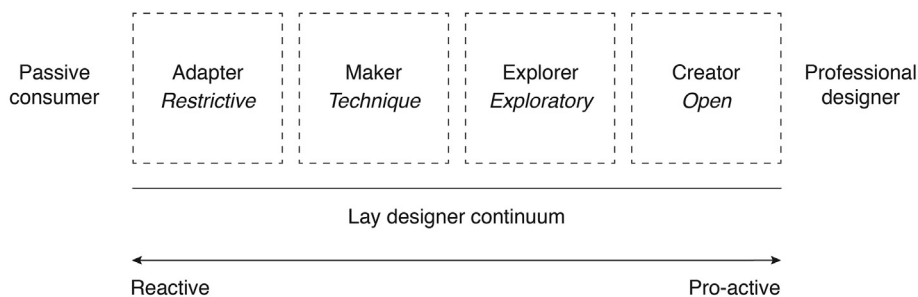 Passive
consumer
Adapter
Restrictive
Maker
Technique
Explorer
Exploratory
Creator
Open
Professional
designer
Lay designer continuum
Reactive
Pro-active